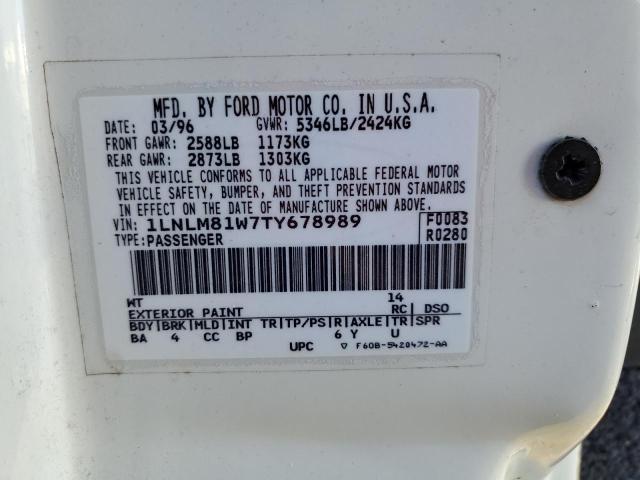 MFD. BY FORD MOTOR CO. IN U.S.A.
DATE: 03/96 GVWR: 5346LB/2424KG
FRONT GAWR: 2588LB 1173KG
REAR GAWR: 2873LB 1303KG
THIS VEHICLE CONFORMS TO ALL APPLICABLE FEDERAL MOTOR
VEHICLE SAFETY, BUMPER, AND THEFT PREVENTION STANDARDS
IN EFFECT ON THE DATE OF MANUFACTURE SHOWN ABOVE.
VIN: 1LNLM81W7TY678989 F0083
TYPE: PASSENGER R0280
WT 14
EXTERIOR PAINT RC| DSO
BDY|BRK|MLD|INT TR|TP/PS|R|AXLE|TR|SPR
BA 4 CC BP 6 Y U
UPC ▽ F60B-5420472-AA